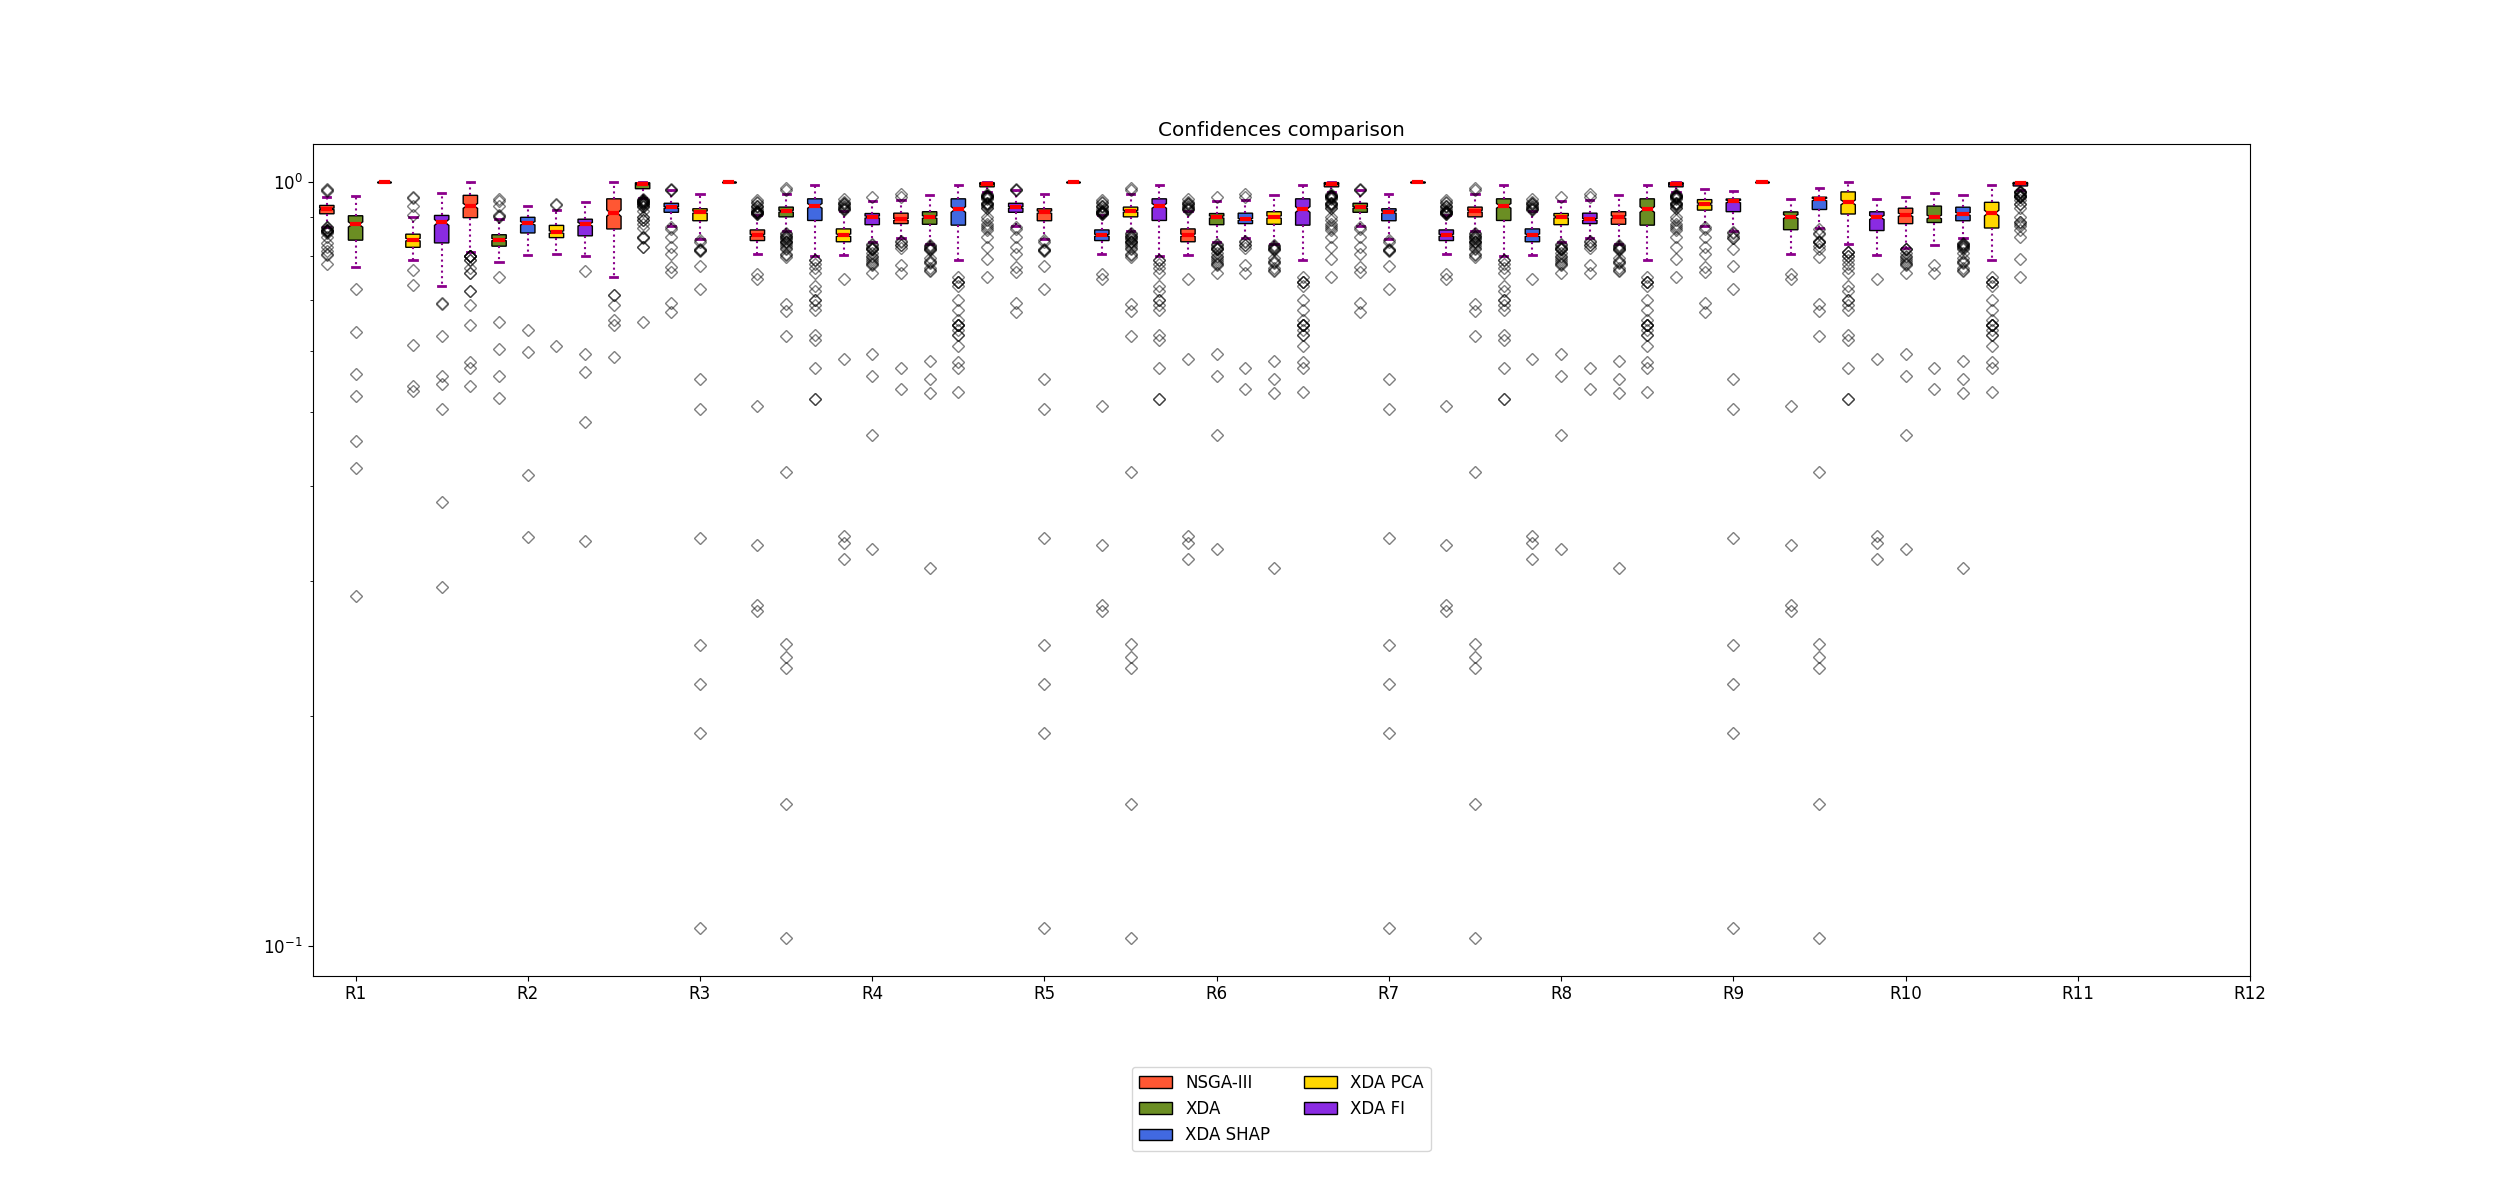 Confidences comparison
10^0
10^-1
R1 R2 R3 R4 R5 R6 R7 R8 R9 R10 R11 R12
NSGA-III XDA PCA
XDA XDA FI
XDA SHAP